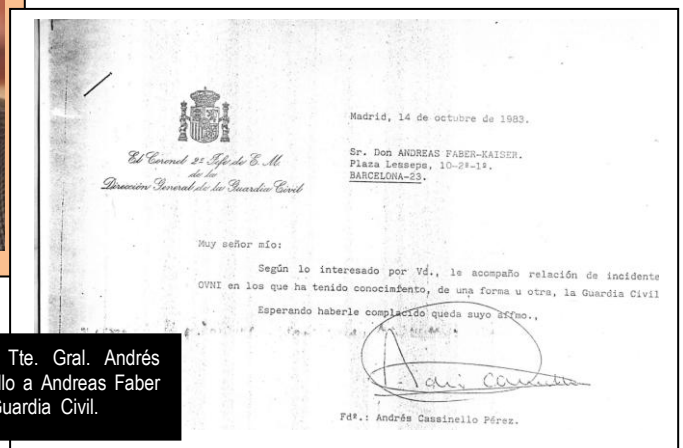 Madrid, 14 de octubre de 1983.
El Coronel 2º Jefe de E. M.
de la
Dirección General de la Guardia Civil
Sr. Don ANDREAS FABER-KAISER.
Plaza Lesseps, 10-2º-1ª.
BARCELONA-23.
Muy señor mío:
Según lo interesado por Vd., le acompaño relación de incidente
OVNI en los que ha tenido conocimiento, de una forma u otra, la Guardia Civil
Esperando haberle complacido queda suyo affmo.,
Fdº.: Andrés Cassinello Pérez.
Tte. Gral. Andrés
llo a Andreas Faber
Guardia Civil.